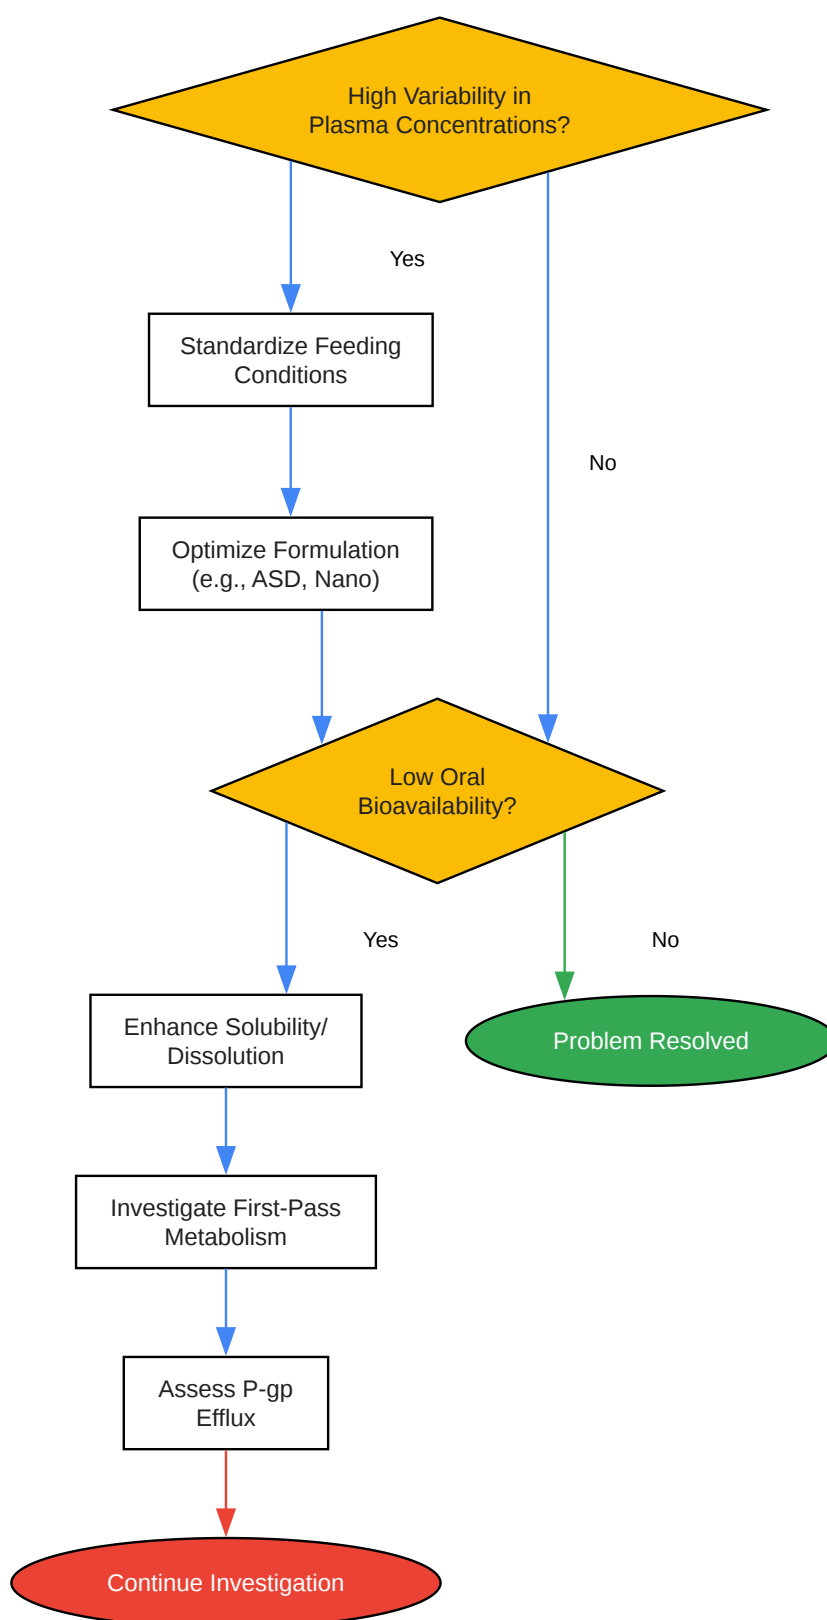 High Variability in
Plasma Concentrations?
Yes
Standardize Feeding
Conditions
No
Optimize Formulation
(e.g., ASD, Nano)
Low Oral
Bioavailability?
Yes
No
Enhance Solubility/
Dissolution
Problem Resolved
Investigate First-Pass
Metabolism
Assess P-gp
Efflux
Continue Investigation